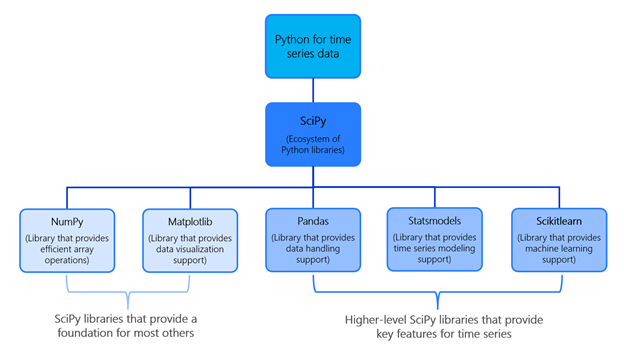 Python for time
series data
SciPy
(Ecosystem of
Python libraries)
NumPy
(Library that provides
efficient array
operations)
Matplotlib
(Library that provides
data visualization
support)
Pandas
(Library that provides
data handling
support)
Statsmodels
(Library that provides
time series modeling
support)
Scikitlearn
(Library that provides
machine learning
support)
SciPy libraries that provide a
foundation for most others
Higher-level SciPy libraries that provide
key features for time series